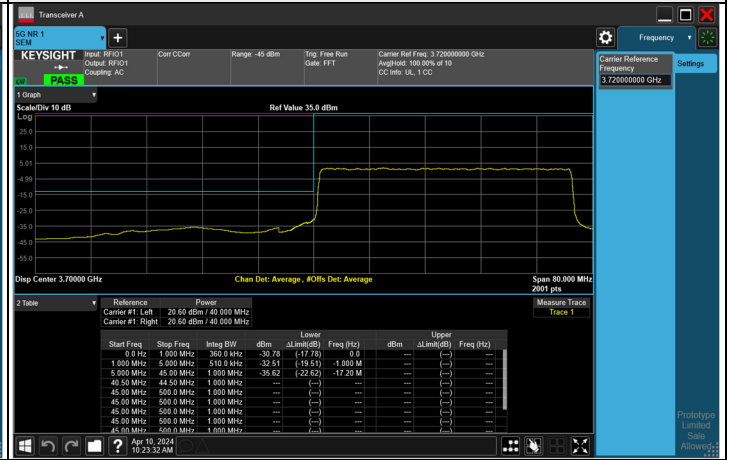 Transceiver A
5G NR 1
SEM
Frequency
KEYSIGHT
Input: RFIO1
Output: RFIO1
Coupling: AC
Corr CCorr
Range: -45 dBm
Trig: Free Run
Gate: FFT
Carrier Ref Freq: 3.720000000 GHz
Avg|Hold: 100.00% of 10
CC Info: UL, 1 CC
LVI
PASS
Carrier Reference
Frequency
3.720000000 GHz
Settings
1 Graph
Scale/Div 10 dB
Ref Value 35.0 dBm
Log
25.0
15.0
5.01
-4.99
-15.0
-25.0
-35.0
-45.0
-55.0
Disp Center 3.70000 GHz
Chan Det: Average , #Offs Det: Average
Span 80.000 MHz
2001 pts
2 Table
Reference Power
Carrier #1: Left 20.60 dBm / 40.000 MHz
Carrier #1: Right 20.60 dBm / 40.000 MHz
Measure Trace
Trace 1
Lower Upper
Start Freq Stop Freq Integ BW dBm ΔLimit(dB) Freq (Hz) dBm ΔLimit(dB) Freq (Hz)
0.0 Hz 1.000 MHz 360.0 kHz -30.78 (-17.78) 0.0 --- (---) ---
1.000 MHz 5.000 MHz 510.0 kHz -32.51 (-19.51) -1.000 M --- (---) ---
5.000 MHz 45.00 MHz 1.000 MHz -35.62 (-22.62) -17.20 M --- (---) ---
40.50 MHz 44.50 MHz 1.000 MHz --- (---) --- --- (---) ---
45.00 MHz 500.0 MHz 1.000 MHz --- (---) --- --- (---) ---
45.00 MHz 500.0 MHz 1.000 MHz --- (---) --- --- (---) ---
45.00 MHz 500.0 MHz 1.000 MHz --- (---) --- --- (---) ---
45.00 MHz 500.0 MHz 1.000 MHz --- (---) --- --- (---) ---
45.00 MHz 500.0 MHz 1.000 MHz --- (---) --- --- (---) ---
Prototype
Limited
Sale
Allowed
?
Apr 10, 2024
10:23:32 AM